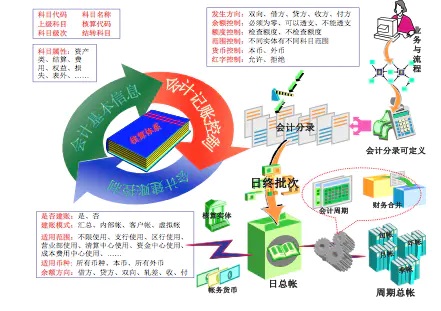 科目代码 科目名称
上级科目 核算代码
科目级次 结转科目
科目属性：资产
类、结算、费
用、权益、损
失、表外、……
发生方向：双向、借方、贷方、收方、付方
余额控制：必须为零、可以透支、不能透支
额度控制：检查额度、不检查额度
范围控制：不同实体有不同科目范围
货币控制：本币、外币
红字控制：允许、拒绝
业务与流程
会计基本信息
会计记账控制
会计建账控制
核算体系
会计分录
会计分录可定义
日终批次
会计周期
财务合并
是否建账：是、否
建账模式：汇总、内部帐、客户帐、虚拟帐
适用范围：不限使用、支行使用、区行使用、
营业部使用、清算中心使用、资金中心使用、
成本费用中心使用、……
适用币种：所有币种、本币、所有外币
余额方向：借方、贷方、双向、轧差、收、付
核算实体
账务货币
日总帐
周期总帐